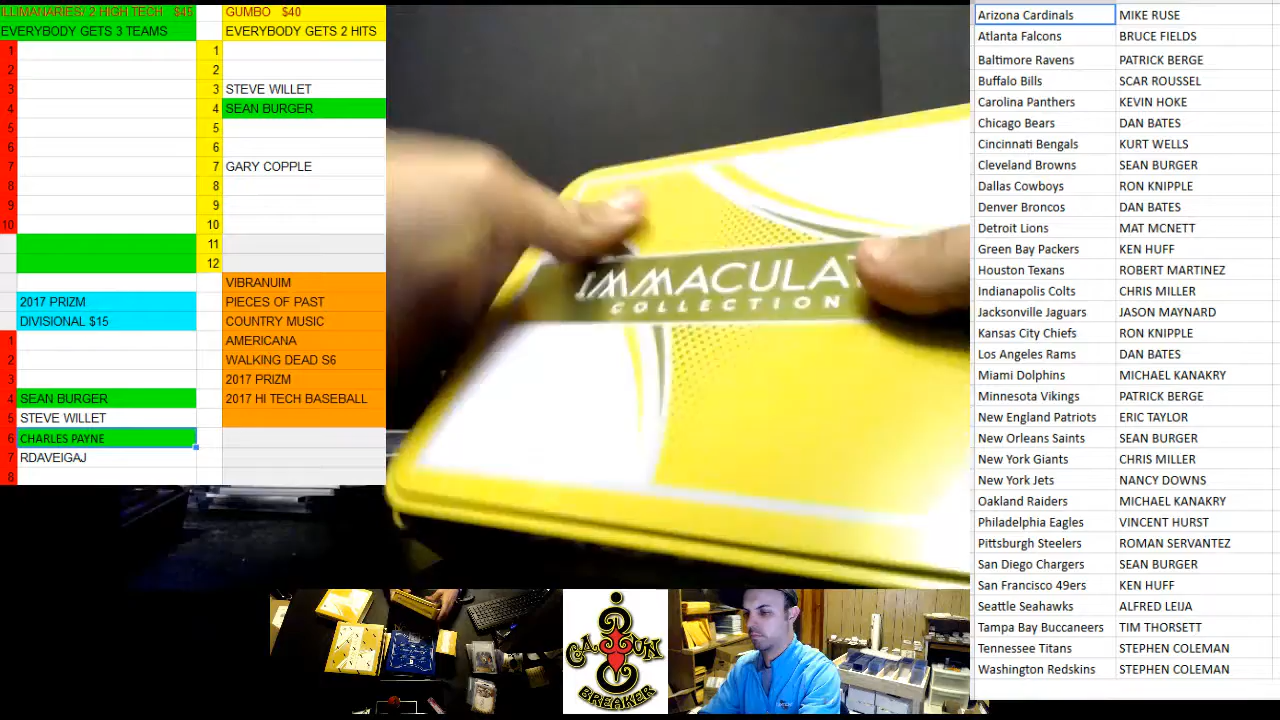 ILLIMANARIES/ 2 HIGH TECH $45
EVERYBODY GETS 3 TEAMS
1
2
3
4
5
6
7
8
9
10
2017 PRIZM
DIVISIONAL $15
1
2
3
4 SEAN BURGER
5 STEVE WILLET
6 CHARLES PAYNE
7 RDAVEIGAJ
8
GUMBO $40
EVERYBODY GETS 2 HITS
1
2
3 STEVE WILLET
4 SEAN BURGER
5
6
7 GARY COPPLE
8
9
10
11
12
VIBRANUIM
PIECES OF PAST
COUNTRY MUSIC
AMERICANA
WALKING DEAD S6
2017 PRIZM
2017 HI TECH BASEBALL
IMMACULAT
COLLECTION
CAJUN
BREAKER
Arizona Cardinals MIKE RUSE
Atlanta Falcons BRUCE FIELDS
Baltimore Ravens PATRICK BERGE
Buffalo Bills SCAR ROUSSEL
Carolina Panthers KEVIN HOKE
Chicago Bears DAN BATES
Cincinnati Bengals KURT WELLS
Cleveland Browns SEAN BURGER
Dallas Cowboys RON KNIPPLE
Denver Broncos DAN BATES
Detroit Lions MAT MCNETT
Green Bay Packers KEN HUFF
Houston Texans ROBERT MARTINEZ
Indianapolis Colts CHRIS MILLER
Jacksonville Jaguars JASON MAYNARD
Kansas City Chiefs RON KNIPPLE
Los Angeles Rams DAN BATES
Miami Dolphins MICHAEL KANAKRY
Minnesota Vikings PATRICK BERGE
New England Patriots ERIC TAYLOR
New Orleans Saints SEAN BURGER
New York Giants CHRIS MILLER
New York Jets NANCY DOWNS
Oakland Raiders MICHAEL KANAKRY
Philadelphia Eagles VINCENT HURST
Pittsburgh Steelers ROMAN SERVANTEZ
San Diego Chargers SEAN BURGER
San Francisco 49ers KEN HUFF
Seattle Seahawks ALFRED LEIJA
Tampa Bay Buccaneers TIM THORSETT
Tennessee Titans STEPHEN COLEMAN
Washington Redskins STEPHEN COLEMAN